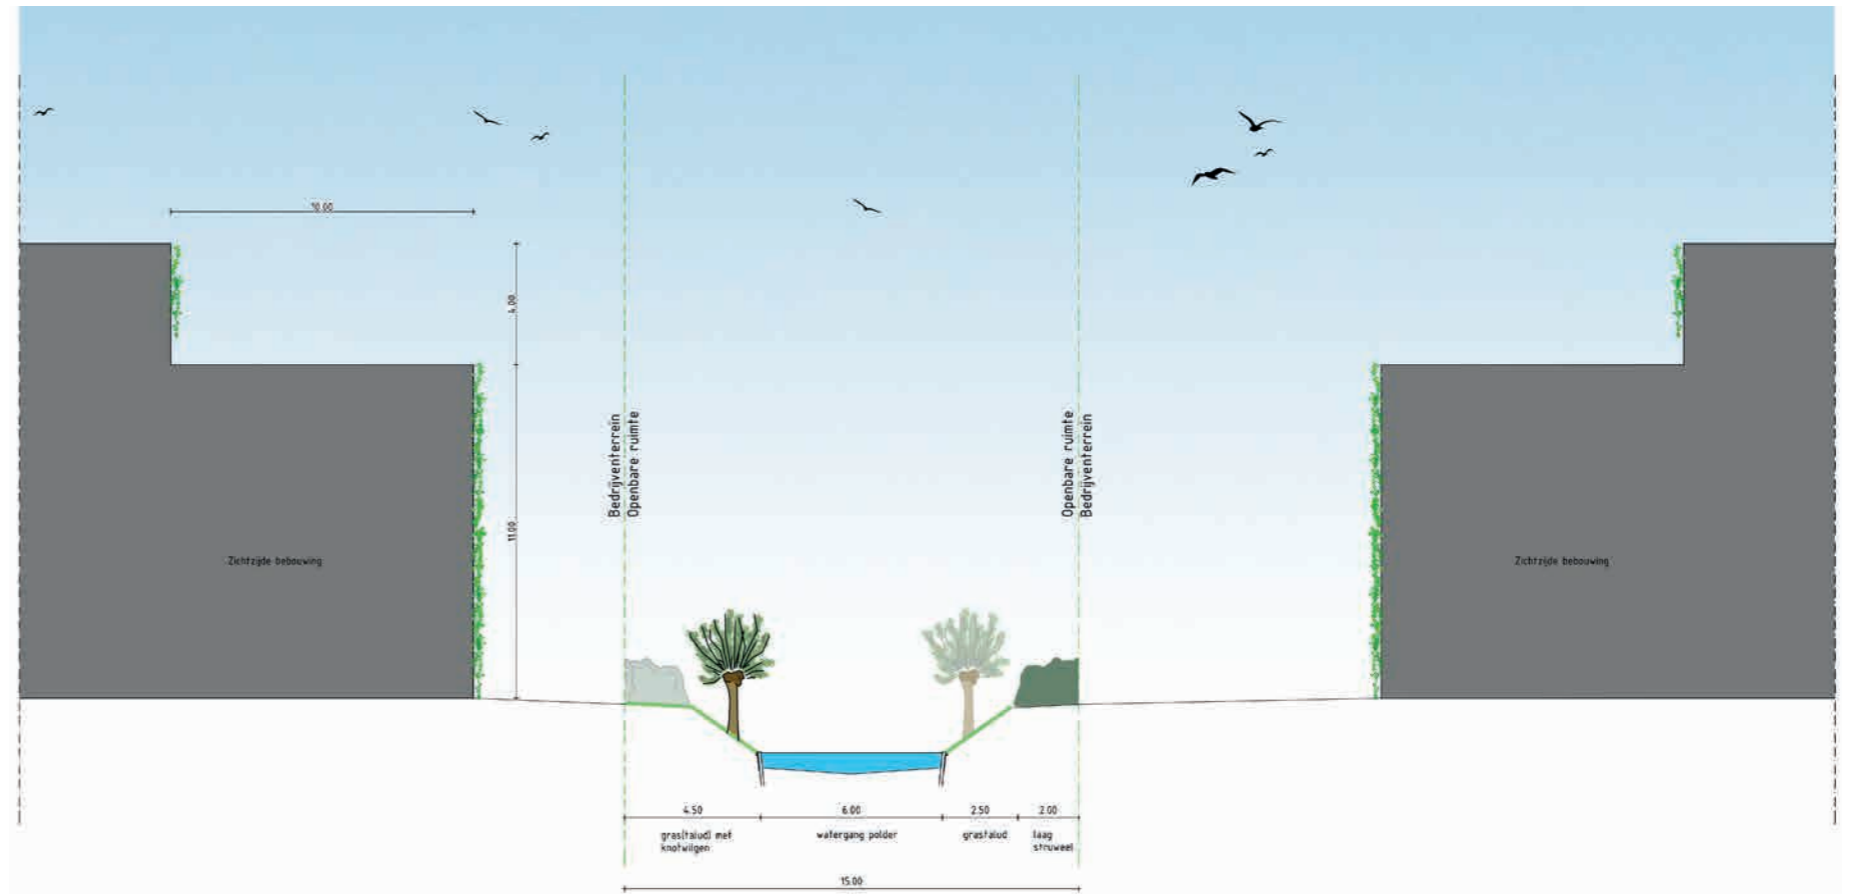 10.00
4.00
11.00
Bedrijventerrein
Openbare ruimte
Openbare ruimte
Bedrijventerrein
Zichtzijde bebouwing
Zichtzijde bebouwing
4.50
6.00
2.50
2.00
gras(talud) met
knotwilgen
watergang polder
grastalud
laag
struweel
15.00